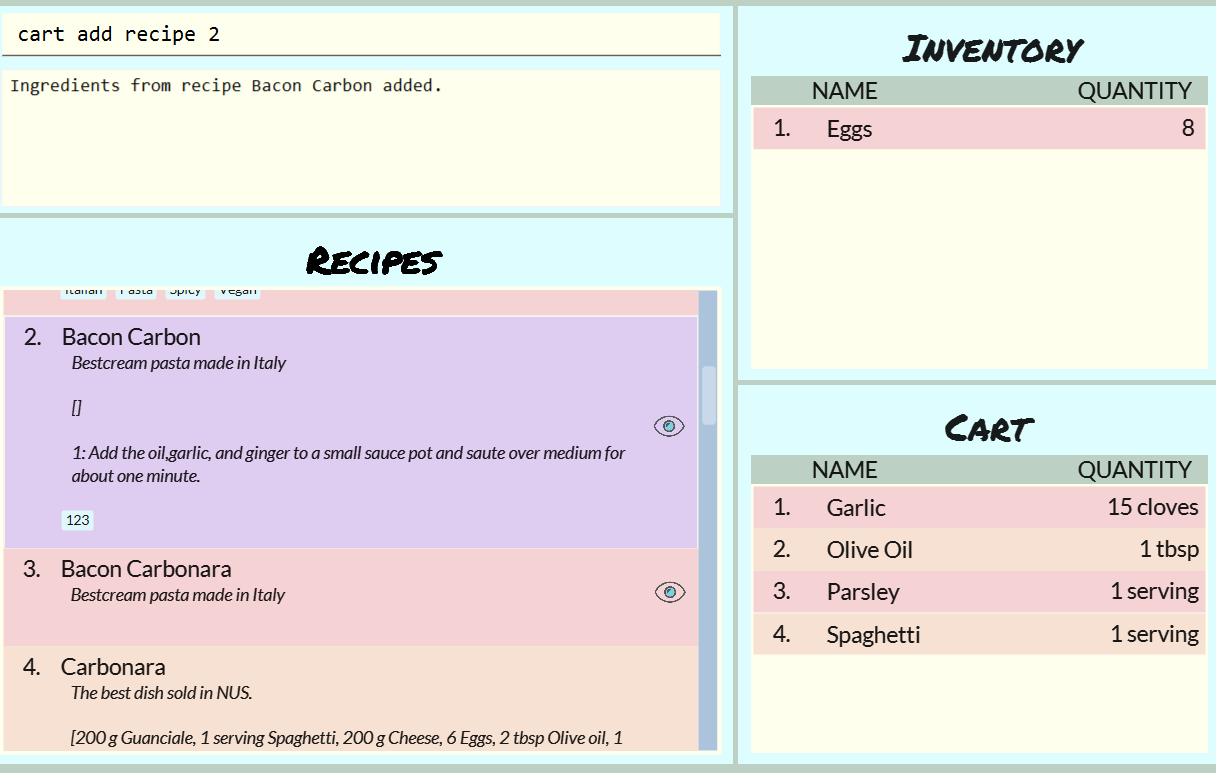 cart add recipe 2
Ingredients from recipe Bacon Carbon added.
Recipes
Italian Pasta Spicy Vegan
2. Bacon Carbon
Bestcream pasta made in Italy
[]
1: Add the oil,garlic, and ginger to a small sauce pot and saute over medium for
about one minute.
123
3. Bacon Carbonara
Bestcream pasta made in Italy
4. Carbonara
The best dish sold in NUS.
[200 g Guanciale, 1 serving Spaghetti, 200 g Cheese, 6 Eggs, 2 tbsp Olive oil, 1
Inventory
NAME QUANTITY
1. Eggs 8
Cart
NAME QUANTITY
1. Garlic 15 cloves
2. Olive Oil 1 tbsp
3. Parsley 1 serving
4. Spaghetti 1 serving